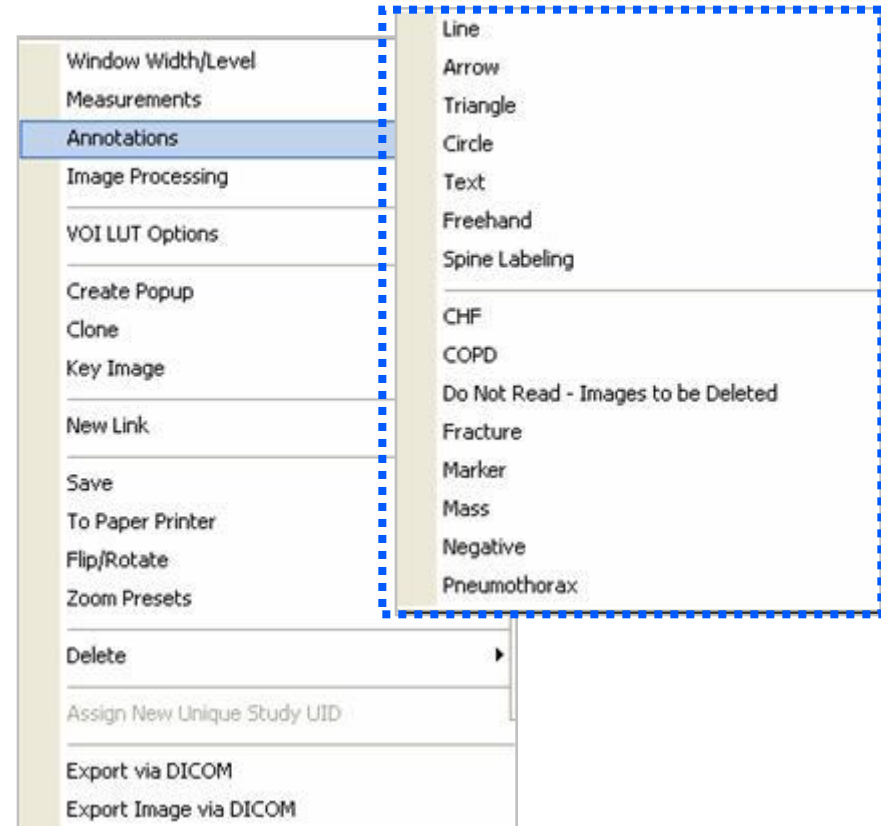 Window Width/Level
Measurements
Annotations
Image Processing
VOI LUT Options
Create Popup
Clone
Key Image
New Link
Save
To Paper Printer
Flip/Rotate
Zoom Presets
Delete
Assign New Unique Study UID
Export via DICOM
Export Image via DICOM
Line
Arrow
Triangle
Circle
Text
Freehand
Spine Labeling
CHF
COPD
Do Not Read - Images to be Deleted
Fracture
Marker
Mass
Negative
Pneumothorax